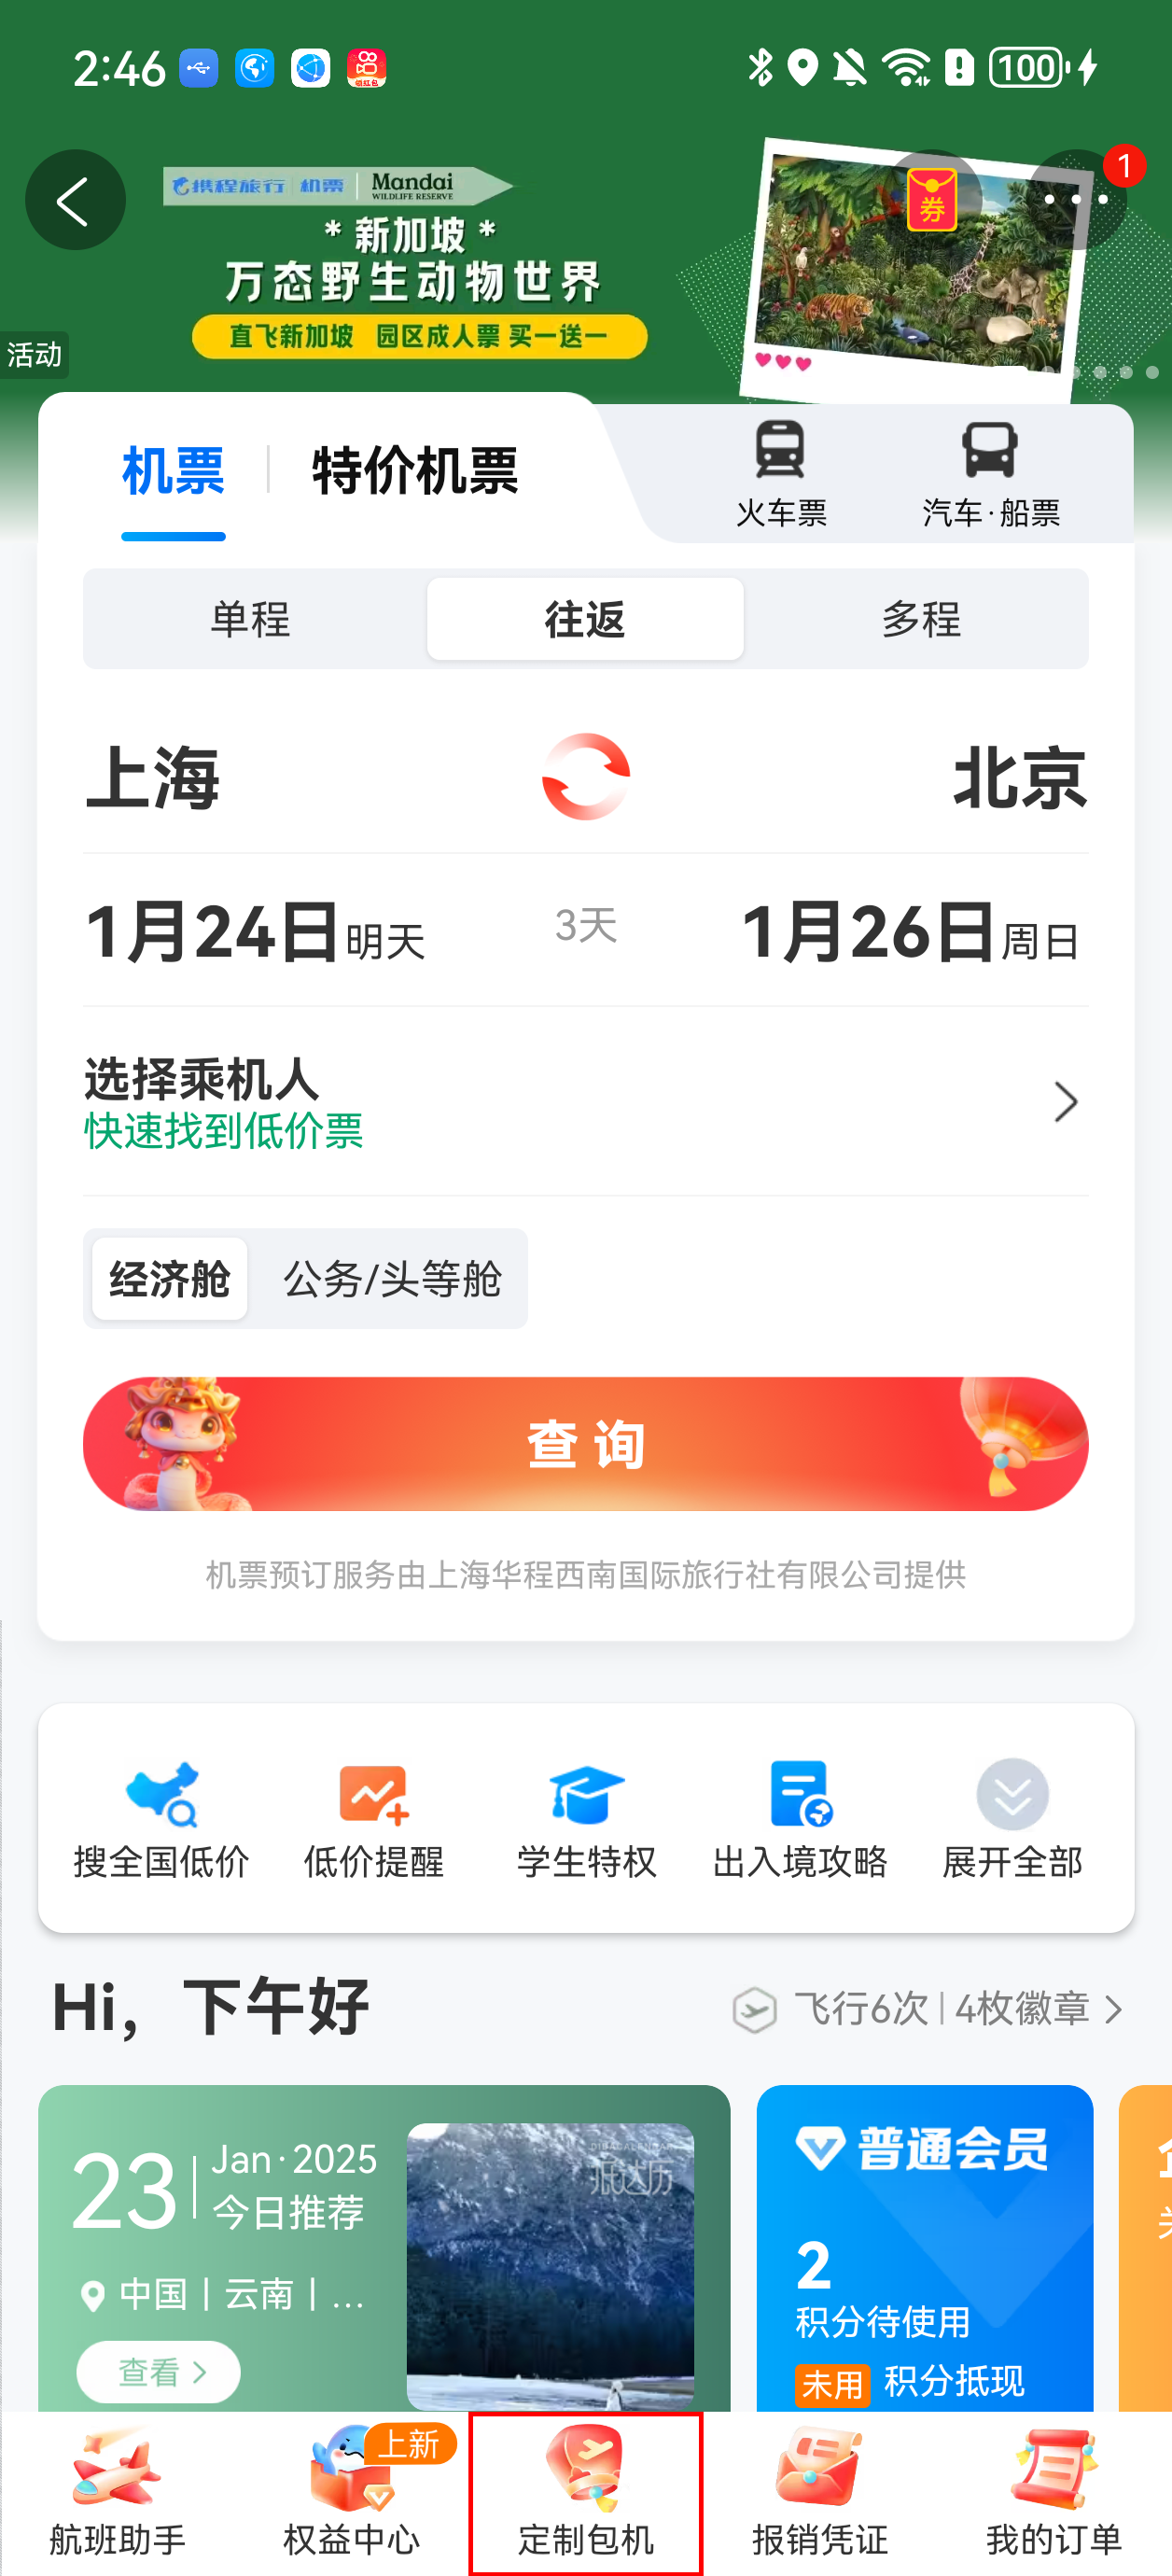 2:46
100
携程旅行 机票 Mandai
WILDLIFE RESERVE
* 新加坡 *
万态野生动物世界
直飞新加坡 园区成人票 买一送一
券
1
活动
机票
特价机票
火车票
汽车·船票
单程
往返
多程
上海
北京
1月24日明天
3天
1月26日周日
选择乘机人
快速找到低价票
经济舱
公务/头等舱
查询
机票预订服务由上海华程西南国际旅行社有限公司提供
搜全国低价
低价提醒
学生特权
出入境攻略
展开全部
Hi，下午好
飞行6次
4枚徽章
23
Jan·2025
今日推荐
中国 | 云南 | ...
查看
普通会员
2
积分待使用
未用 积分抵现
航班助手
上新
权益中心
定制包机
报销凭证
我的订单